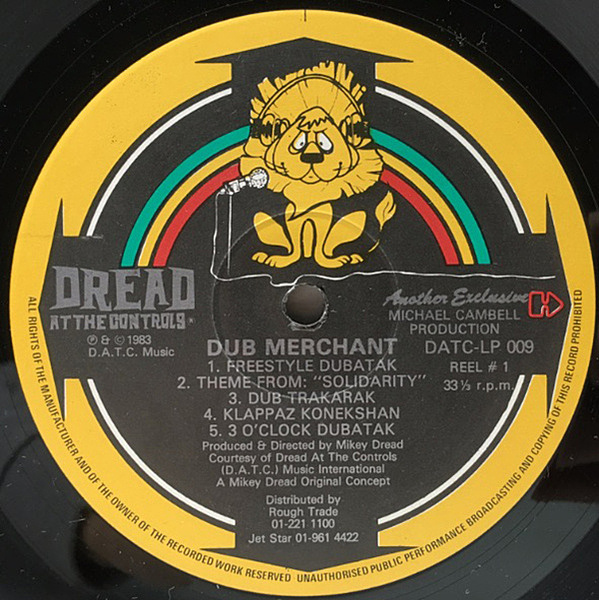 DREAD
AT THE CONTROLS*
℗ & © 1983
D.A.T.C. Music
Another Exclusive
MICHAEL CAMBELL
PRODUCTION
DATC-LP 009
REEL # 1
33⅓ r.p.m.
DUB MERCHANT
1. FREESTYLE DUBATAK
2. THEME FROM: "SOLIDARITY"
3. DUB TRAKARAK
4. KLAPPAZ KONEKSHAN
5. 3 O'CLOCK DUBATAK
Produced & Directed by Mikey Dread
Courtesy of Dread At The Controls
(D.A.T.C.) Music International
A Mikey Dread Original Concept
Distributed by
Rough Trade
01-221 1100
Jet Star 01-961 4422
ALL RIGHTS OF THE MANUFACTURER AND OF THE OWNER OF THE RECORDED WORK RESERVED UNAUTHORISED PUBLIC PERFORMANCE BROADCASTING AND COPYING OF THIS RECORD PROHIBITED